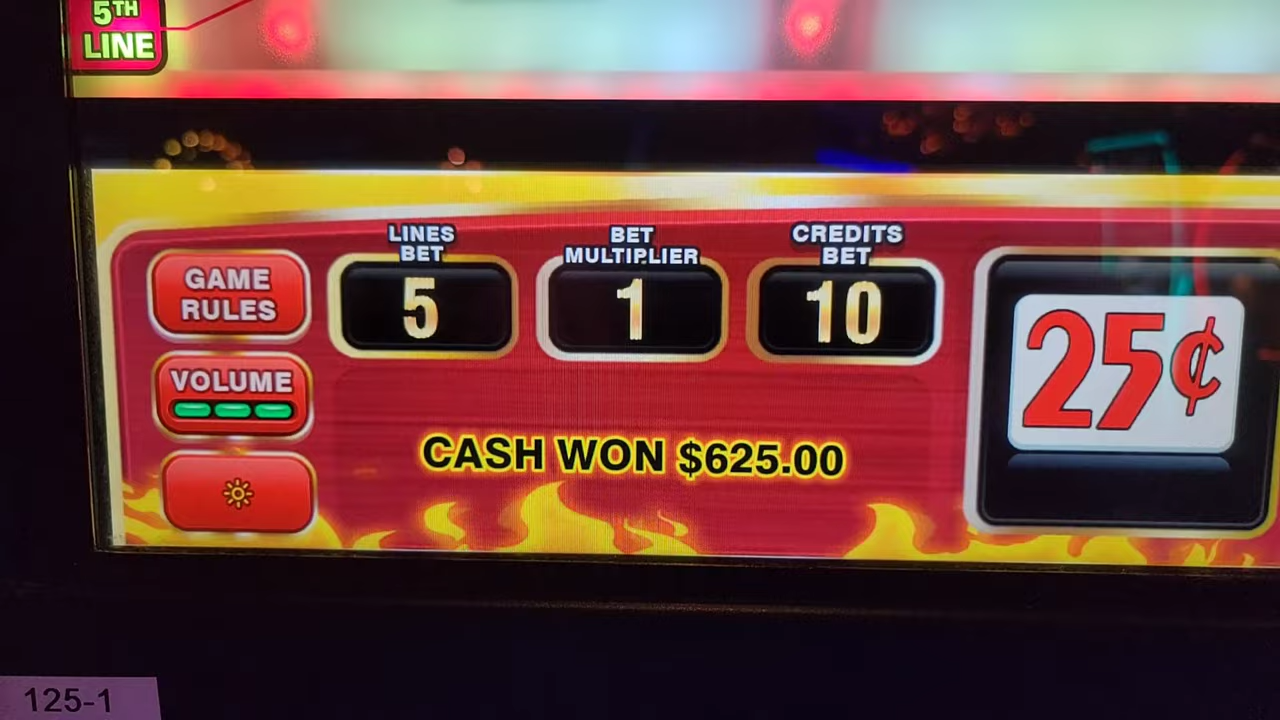 5TH
LINE
LINES
BET
BET
MULTIPLIER
CREDITS
BET
GAME
RULES
5
1
10
25¢
VOLUME
CASH WON $625.00
125-1